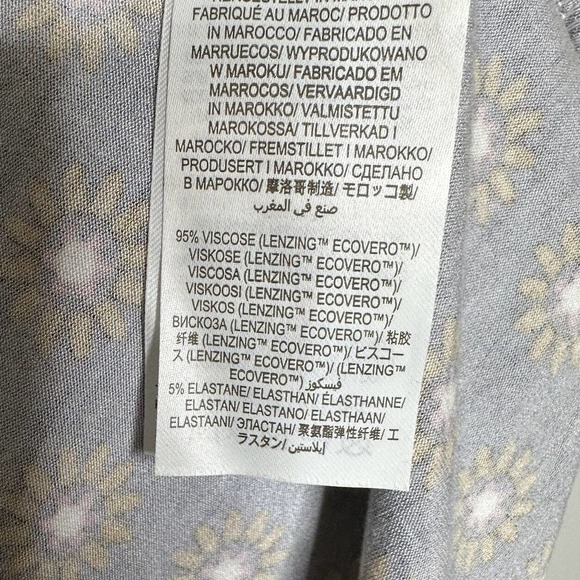 FABRIQUÉ AU MAROC/ PRODOTTO
IN MAROCCO/ FABRICADO EN
MARRUECOS/ WYPRODUKOWANO
W MAROKU/ FABRICADO EM
MARROCOS/ VERVAARDIGD
IN MAROKKO/ VALMISTETTU
MAROKOSSA/ TILLVERKAD I
MAROCKO/ FREMSTILLET I MAROKKO/
PRODUSERT I MAROKKO/ СДЕЛАНО
В МАРОККО/ 摩洛哥制造/ モロッコ製/
صنع في المغرب
95% VISCOSE (LENZING™ ECOVERO™)/
VISKOSE (LENZING™ ECOVERO™)/
VISCOSA (LENZING™ ECOVERO™)/
VISKOOSI (LENZING™ ECOVERO™)/
VISKOS (LENZING™ ECOVERO™)/
ВИСКОЗА (LENZING™ ECOVERO™)/ 粘胶
纤维 (LENZING™ ECOVERO™)/ ビスコー
ス (LENZING™ ECOVERO™)/ (LENZING™
ECOVERO™) فيسكوز
5% ELASTANE/ ELASTHAN/ ÉLASTHANNE/
ELASTAN/ ELASTANO/ ELASTHAAN/
ELASTAANI/ ЭЛАСТАН/ 聚氨酯弹性纤维/ エ
ラスタン/ إيلاستين/